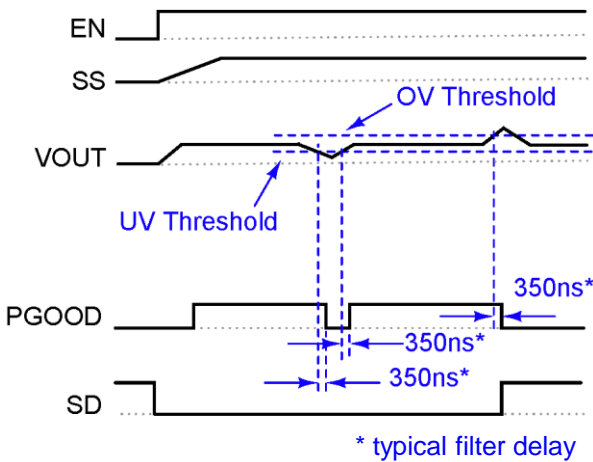 EN
SS
OV Threshold
VOUT
UV Threshold
350ns*
PGOOD
350ns*
350ns*
SD
* typical filter delay